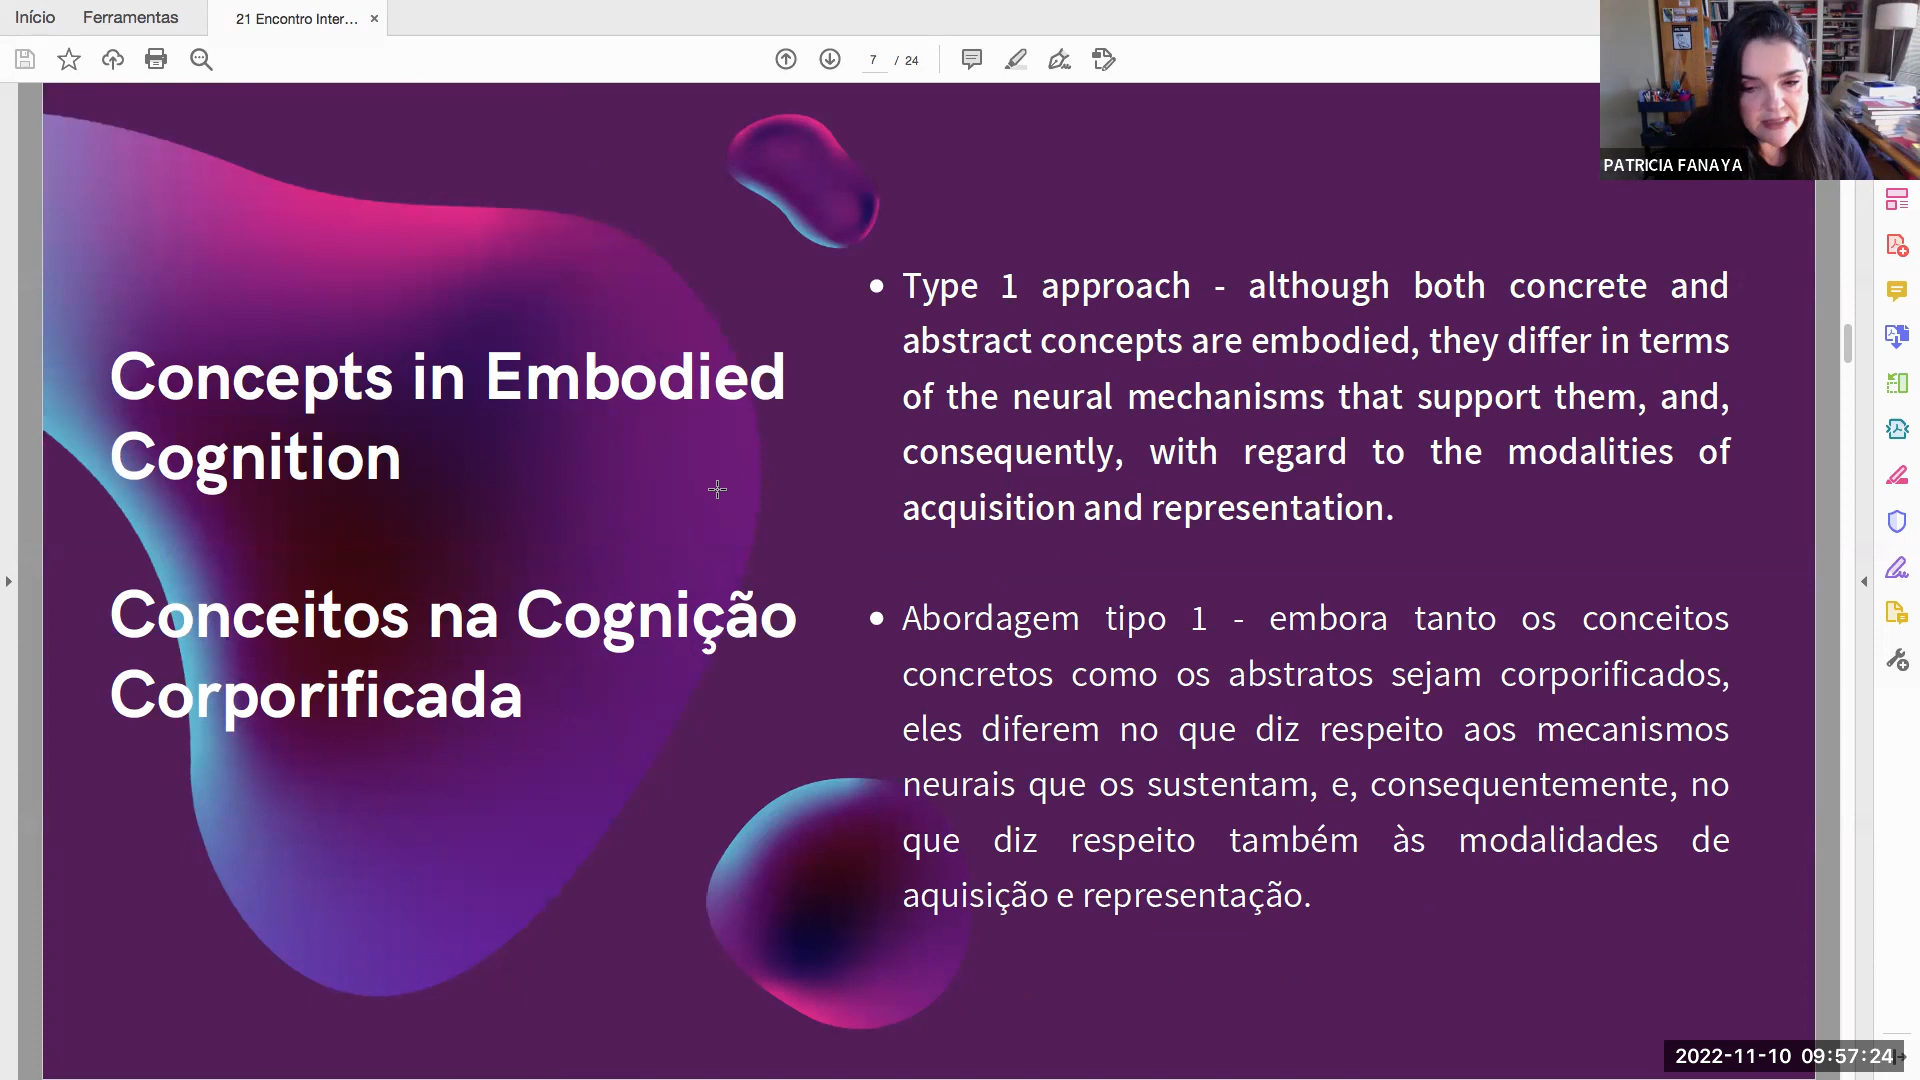 Início
Ferramentas
21 Encontro Inter...
7 / 24
PATRICIA FANAYA
Concepts in Embodied
Cognition
Conceitos na Cognição
Corporificada
• Type 1 approach - although both concrete and
abstract concepts are embodied, they differ in terms
of the neural mechanisms that support them, and,
consequently, with regard to the modalities of
acquisition and representation.
• Abordagem tipo 1 - embora tanto os conceitos
concretos como os abstratos sejam corporificados,
eles diferem no que diz respeito aos mecanismos
neurais que os sustentam, e, consequentemente, no
que diz respeito também às modalidades de
aquisição e representação.
2022-11-10 09:57:24